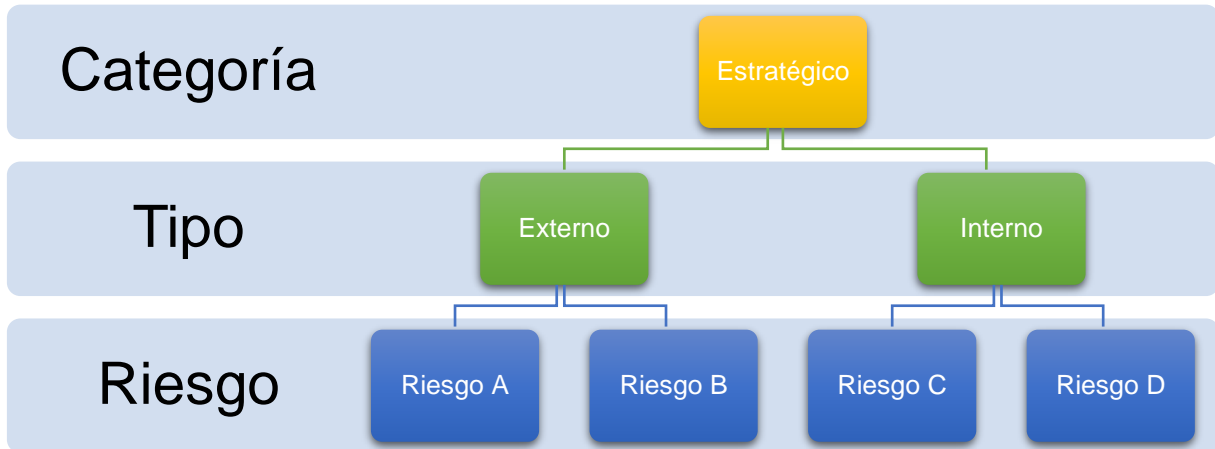 Categoría
Estratégico
Tipo
Externo
Interno
Riesgo
Riesgo A
Riesgo B
Riesgo C
Riesgo D